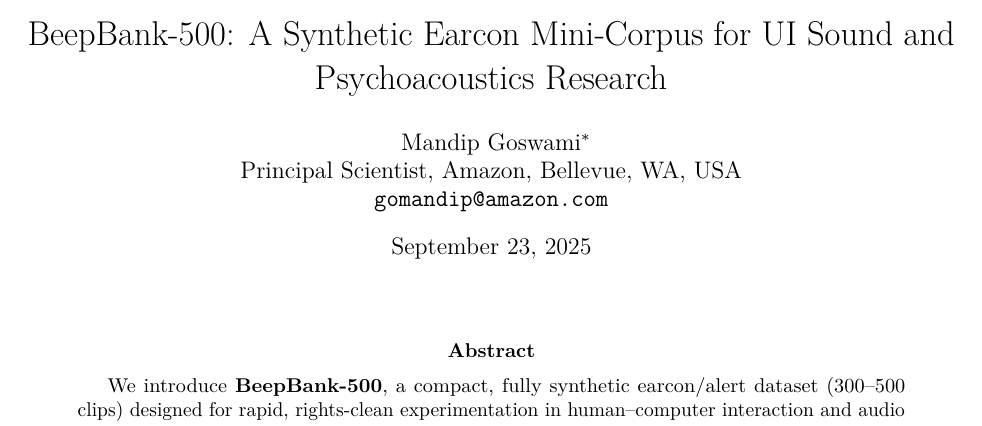 BeepBank-500: A Synthetic Earcon Mini-Corpus for UI Sound and
Psychoacoustics Research
Mandip Goswami*
Principal Scientist, Amazon, Bellevue, WA, USA
gomandip@amazon.com
September 23, 2025
Abstract
We introduce BeepBank-500, a compact, fully synthetic earcon/alert dataset (300–500
clips) designed for rapid, rights-clean experimentation in human–computer interaction and audio